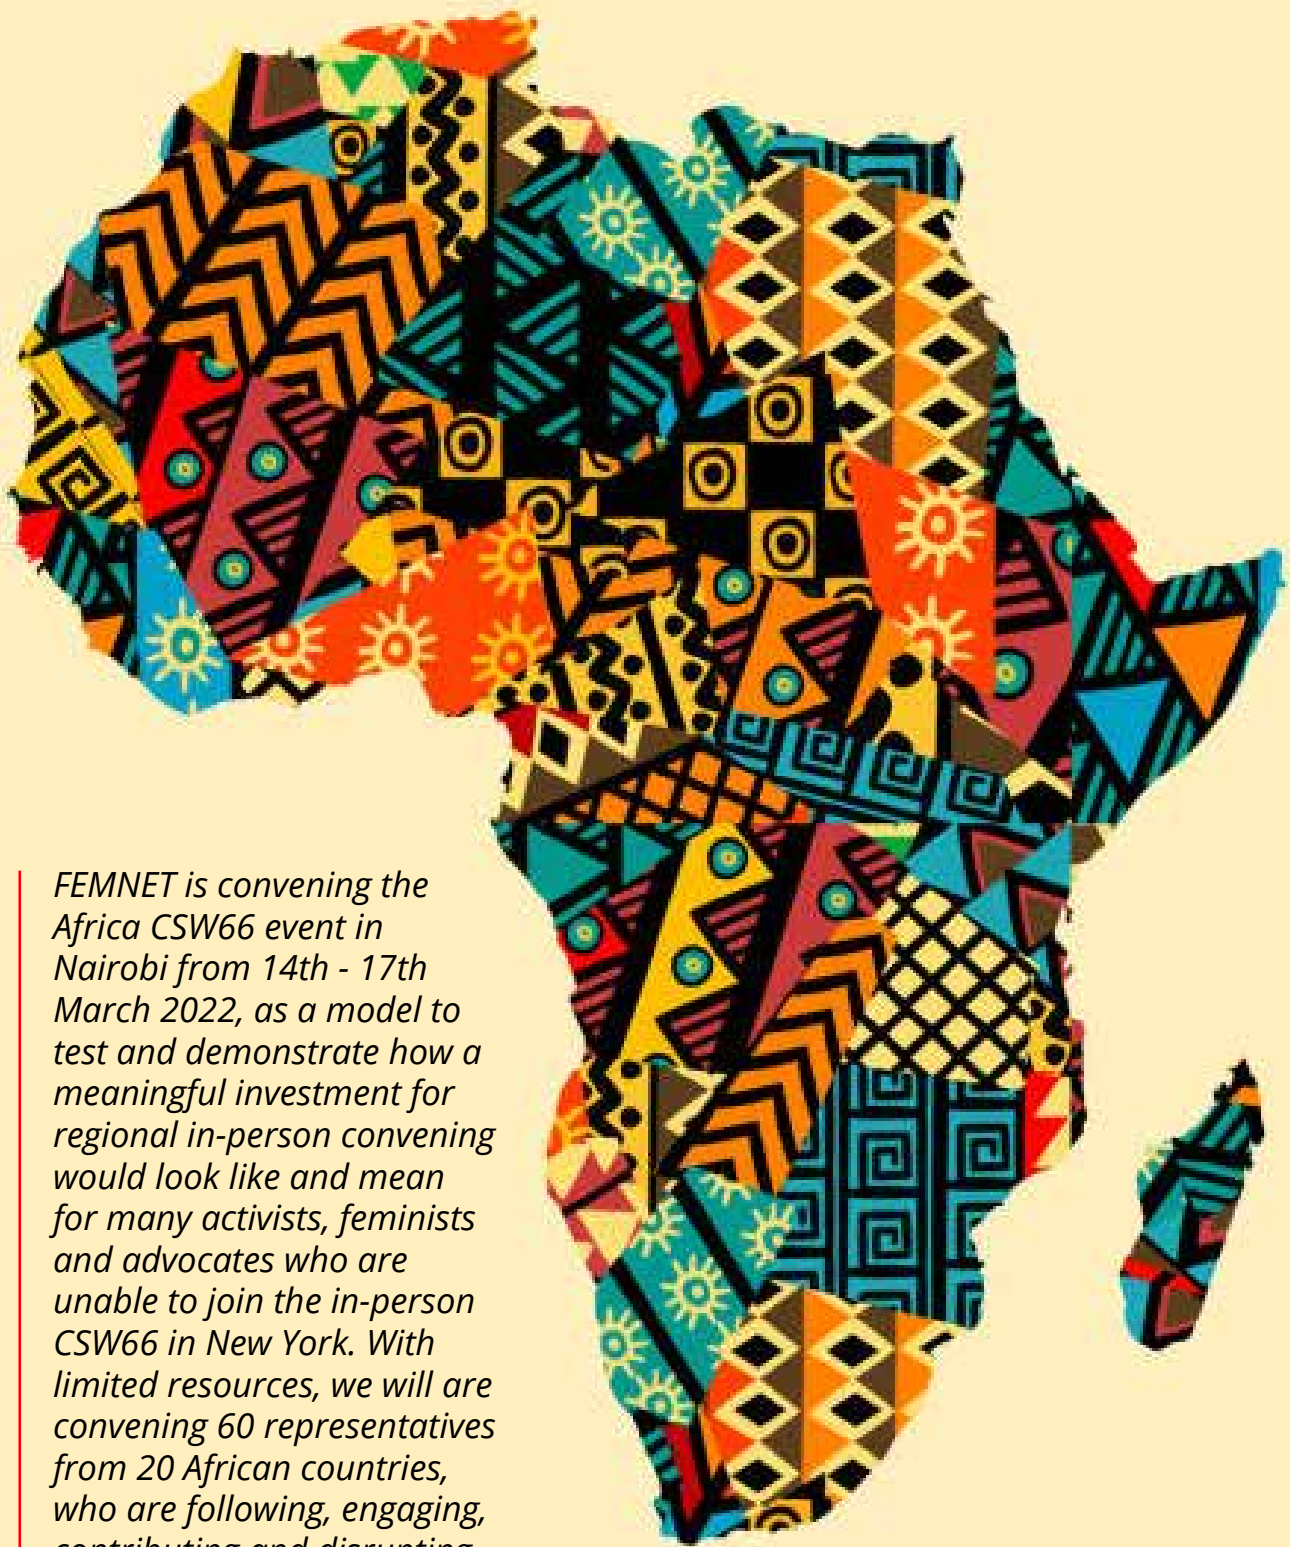 FEMNET is convening the
Africa CSW66 event in
Nairobi from 14th - 17th
March 2022, as a model to
test and demonstrate how a
meaningful investment for
regional in-person convening
would look like and mean
for many activists, feminists
and advocates who are
unable to join the in-person
CSW66 in New York. With
limited resources, we will are
convening 60 representatives
from 20 African countries,
who are following, engaging,
contributing and disrupting